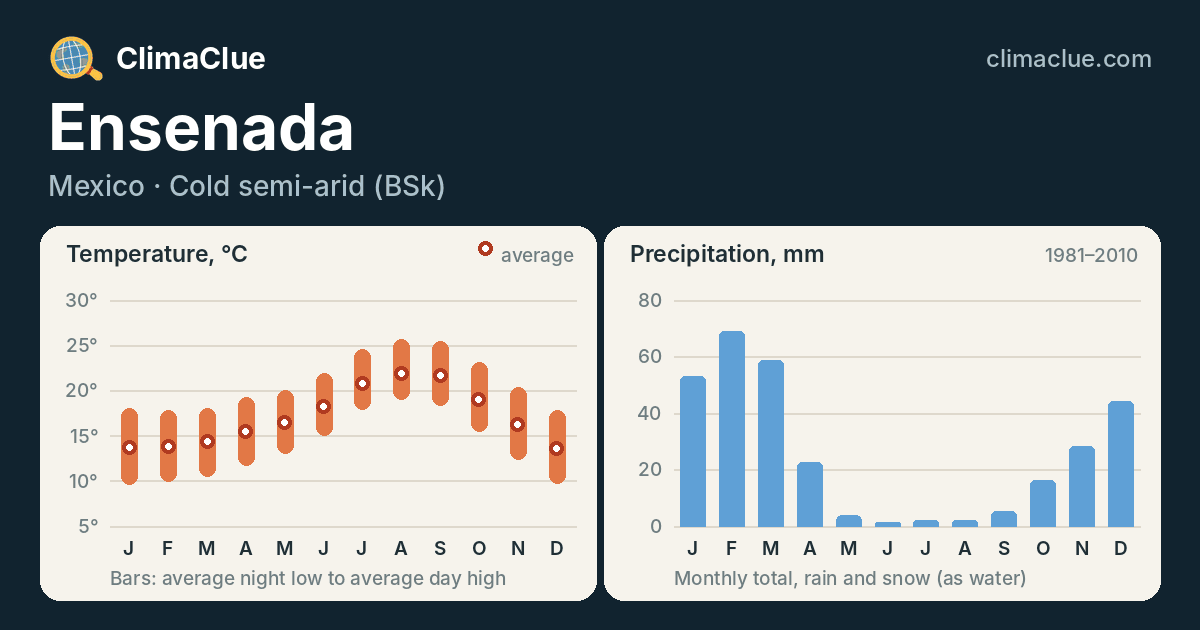 ClimaClue
climaclue.com
Ensenada
Mexico · Cold semi-arid (BSk)
Temperature, °C
average
30°
25°
20°
15°
10°
5°
J F M A M J J A S O N D
Bars: average night low to average day high
Precipitation, mm
1981–2010
80
60
40
20
0
J F M A M J J A S O N D
Monthly total, rain and snow (as water)